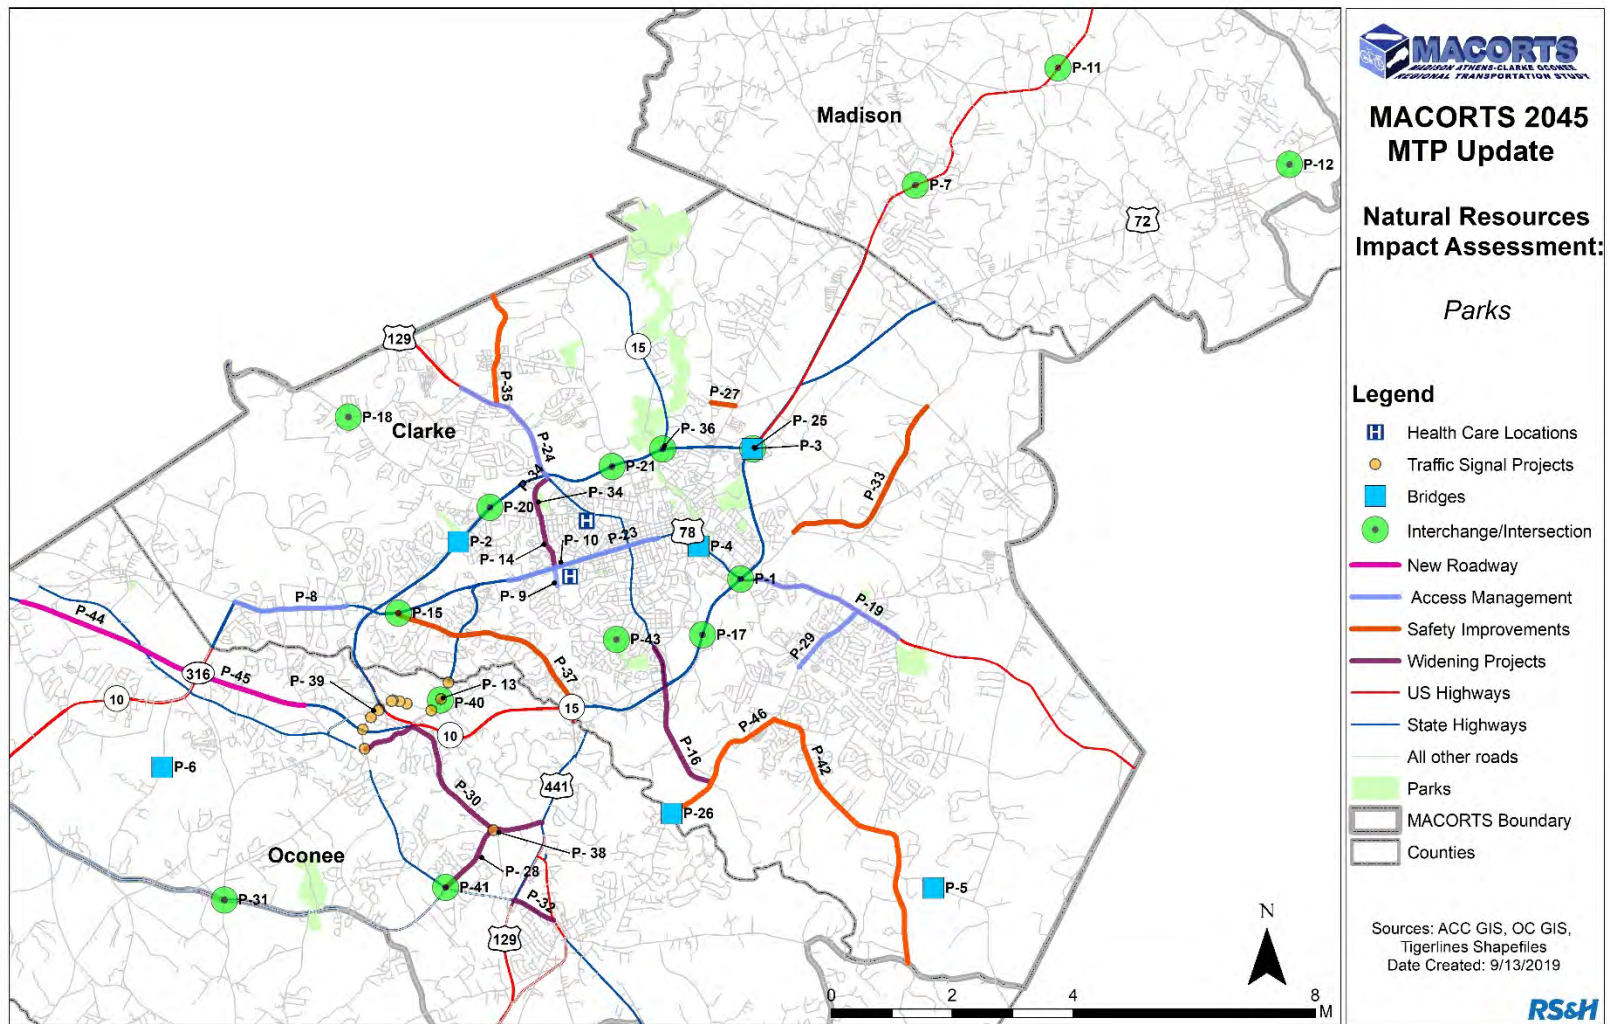 P-11
Madison
P-12
P-7
72
129
15
P-35
P-27
P-18
Clarke
P- 36
P- 25
P-3
P-24
P-21
P-34
P-33
P-20
P- 34
H
78
P-23
P-2
P- 14
P- 10
P-4
H
P- 9
P-1
P-8
P-15
P-19
P-44
P-17
P-43
P-29
316
P-45
P-37
P- 39
P- 13
P-40
10
15
10
P-46
P-16
P-42
P-6
441
P-30
P-26
P- 38
Oconee
P- 28
P-41
P-5
P-31
P-32
129
N
0 2 4 8
M
MACORTS
MADISON ATHENS-CLARKE OCONEE
REGIONAL TRANSPORTATION STUDY
MACORTS 2045
MTP Update
Natural Resources
Impact Assessment:
Parks
Legend
H Health Care Locations
Traffic Signal Projects
Bridges
Interchange/Intersection
New Roadway
Access Management
Safety Improvements
Widening Projects
US Highways
State Highways
All other roads
Parks
MACORTS Boundary
Counties
Sources: ACC GIS, OC GIS,
Tigerlines Shapefiles
Date Created: 9/13/2019
RS&H